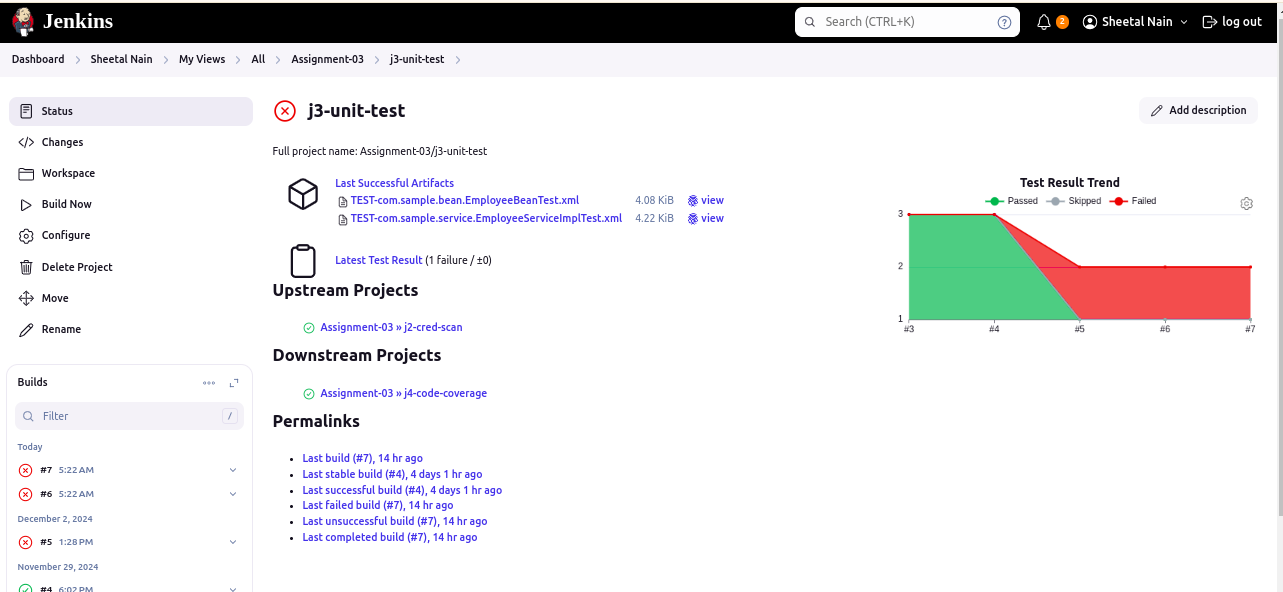 Jenkins
Search (CTRL+K)
?
2
Sheetal Nain
log out
Dashboard
Sheetal Nain
My Views
All
Assignment-03
j3-unit-test
Status
Changes
Workspace
Build Now
Configure
Delete Project
Move
Rename
Builds
Filter
/
Today
#7 5:22 AM
#6 5:22 AM
December 2, 2024
#5 1:28 PM
November 29, 2024
#4 6:02 PM
j3-unit-test
Add description
Full project name: Assignment-03/j3-unit-test
Last Successful Artifacts
TEST-com.sample.bean.EmployeeBeanTest.xml 4.08 KiB view
TEST-com.sample.service.EmployeeServiceImplTest.xml 4.22 KiB view
Latest Test Result (1 failure / ±0)
Upstream Projects
Assignment-03 » j2-cred-scan
Downstream Projects
Assignment-03 » j4-code-coverage
Permalinks
Last build (#7), 14 hr ago
Last stable build (#4), 4 days 1 hr ago
Last successful build (#4), 4 days 1 hr ago
Last failed build (#7), 14 hr ago
Last unsuccessful build (#7), 14 hr ago
Last completed build (#7), 14 hr ago
Test Result Trend
Passed Skipped Failed
3
2
1
#3 #4 #5 #6 #7